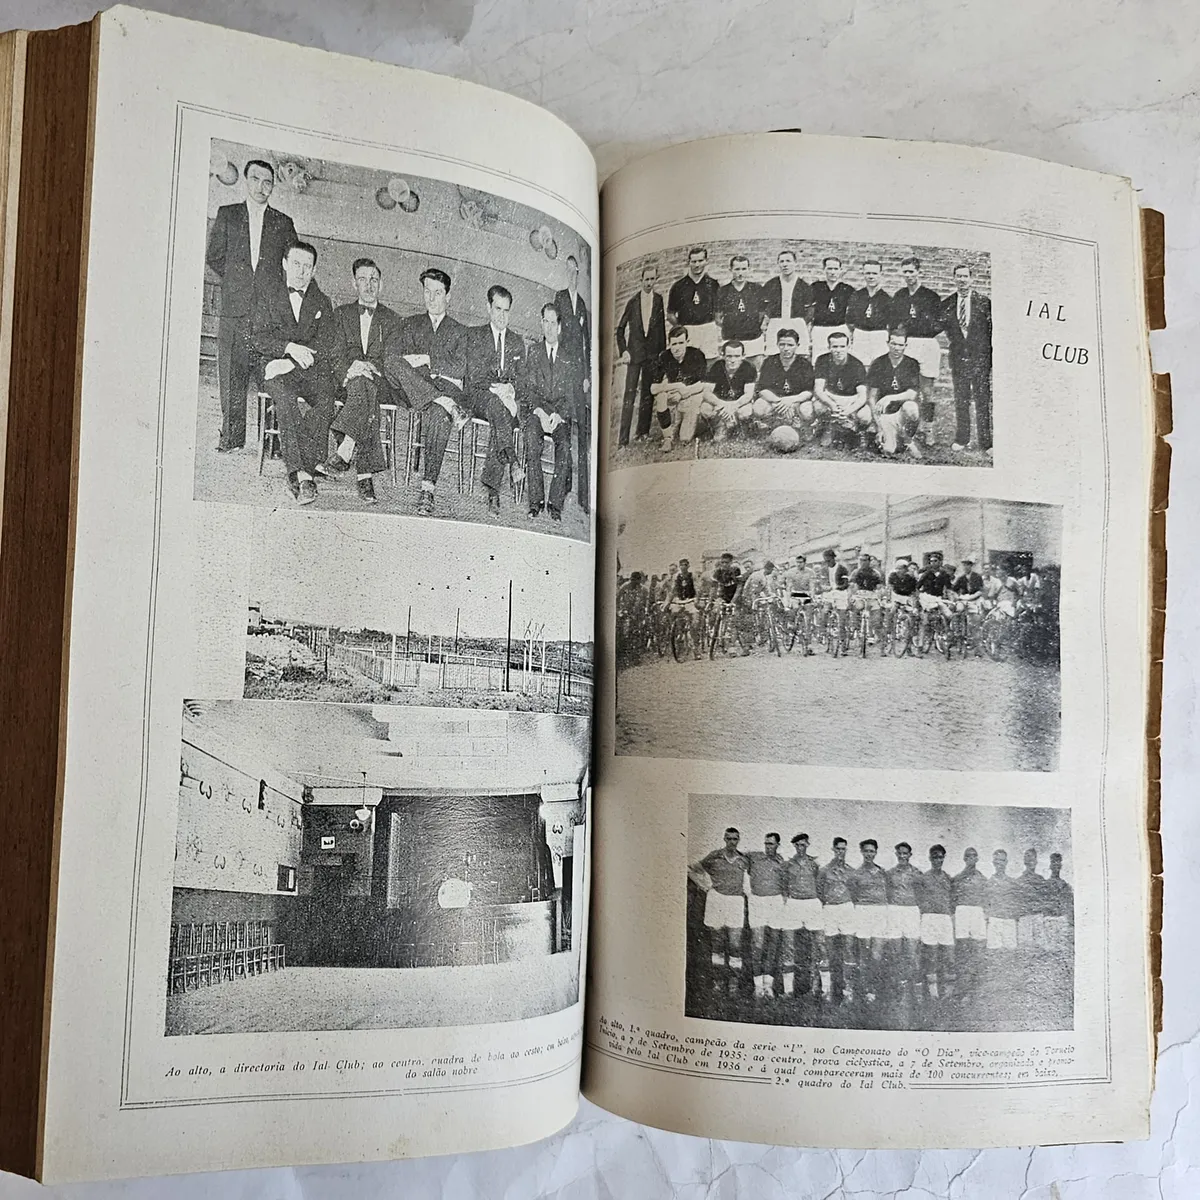 Ao alto, a directoria do Ial Club; ao centro, quadra de bola ao cesto; em baixo,
do salão nobre
IAL
CLUB
Ao alto, 1.º quadro, campeão da serie "I", no Campeonato do "O Dia", vice-campeão do Torneio
Inicio, a 7 de Setembro de 1935; ao centro, prova ciclystica, a 7 de Setembro, organizada e promo-
vida pelo Ial Club em 1936 e á qual compareceram mais de 100 concurrentes; em baixo,
2.º quadro do Ial Club.